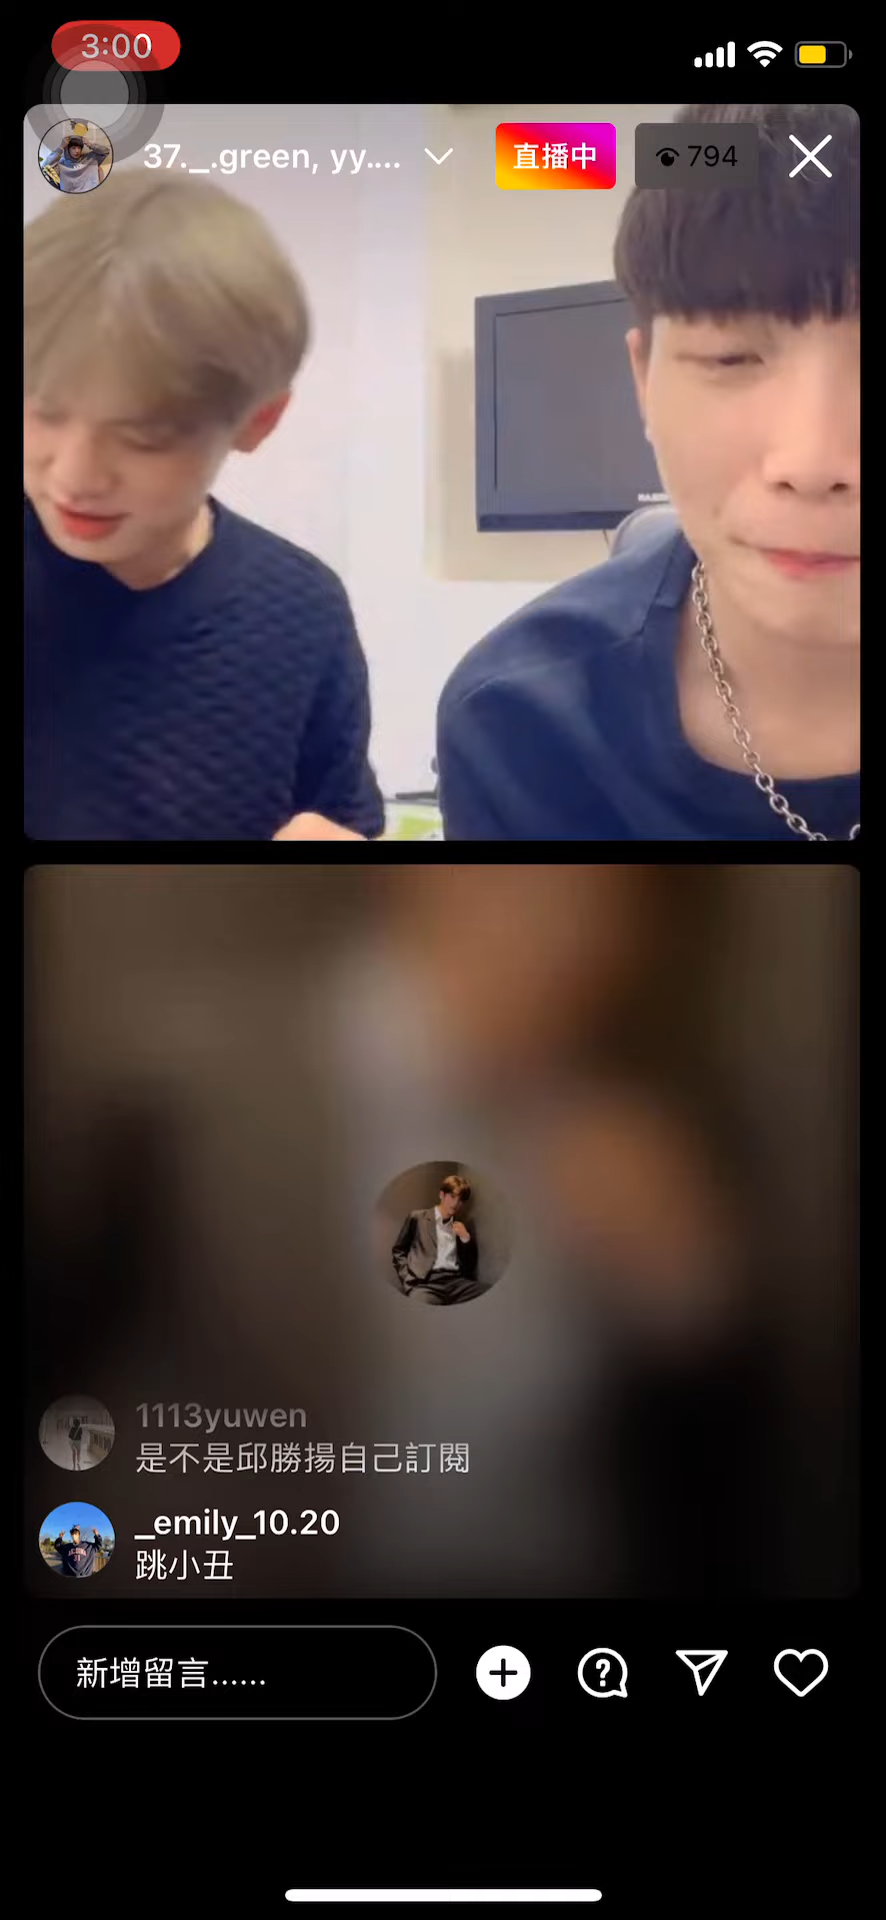 3:00
37._.green, yy....
直播中
794
1113yuwen
是不是邱勝揚自己訂閱
_emily_10.20
跳小丑
新增留言......